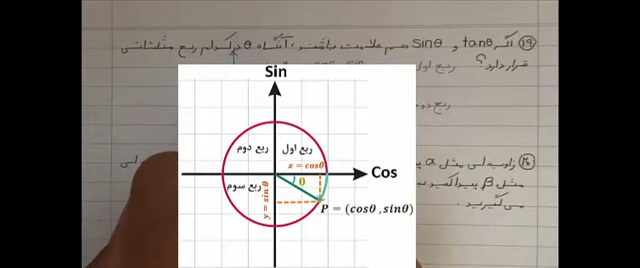 ۱۹) اگر tanθ و sinθ هم علامت باشند، آنگاه θ در کدام ربع مثلثاتی
قرار دارد؟ ربع اول
ربع دوم
۲۰) زاویه ای مثل α
مثل β پیدا کنید
می گیرید.
Sin
ربع دوم
ربع اول
x = cosθ
Cos
ربع سوم
θ
y = sinθ
P = (cosθ , sinθ)